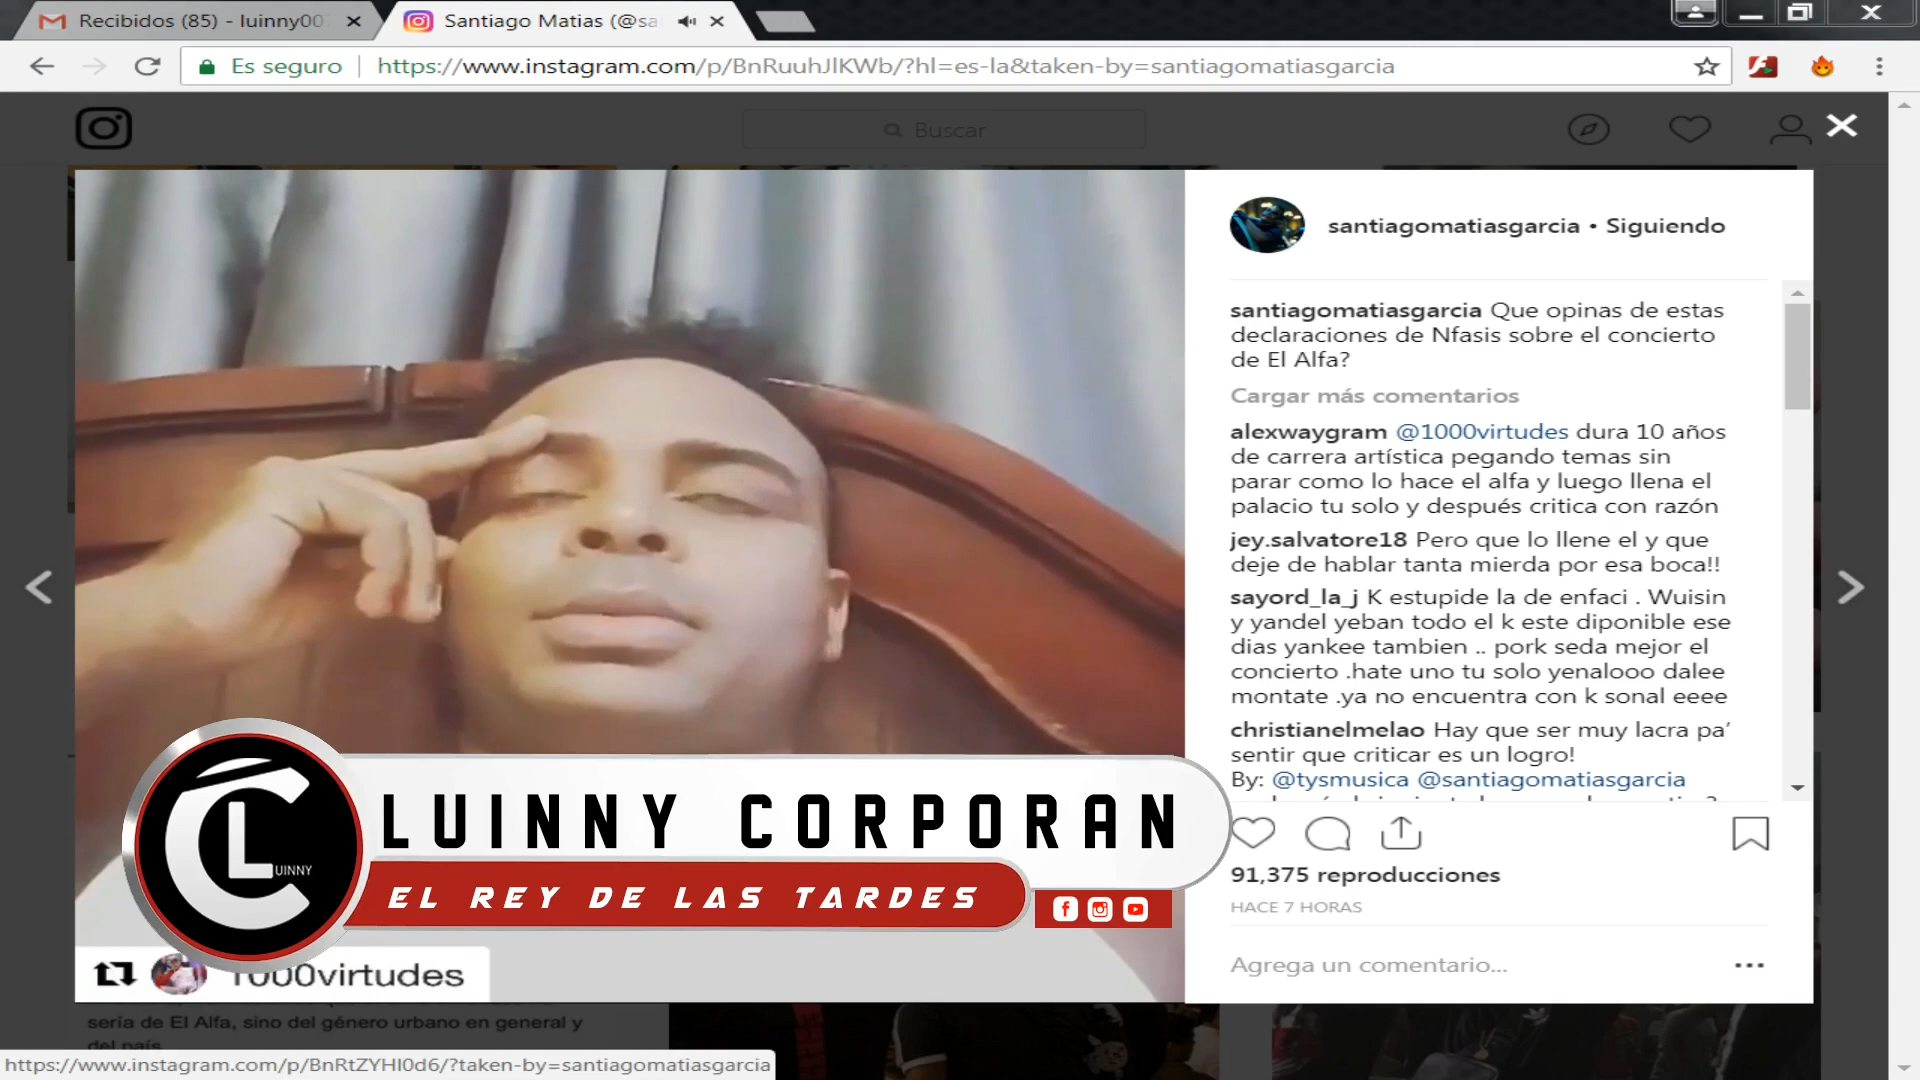 Recibidos (85) - luinny007
Santiago Matias (@sa
Es seguro
https://www.instagram.com/p/BnRuuhJlKWb/?hl=es-la&taken-by=santiagomatiasgarcia
Buscar
santiagomatiasgarcia • Siguiendo
santiagomatiasgarcia Que opinas de estas
declaraciones de Nfasis sobre el concierto
de El Alfa?
Cargar más comentarios
alexwaygram @1000virtudes dura 10 años
de carrera artística pegando temas sin
parar como lo hace el alfa y luego llena el
palacio tu solo y después critica con razón
jey.salvatore18 Pero que lo llene el y que
deje de hablar tanta mierda por esa boca!!
sayord_la_j K estupide la de enfaci . Wuisin
y yandel yeban todo el k este diponible ese
dias yankee tambien .. pork seda mejor el
concierto .hate uno tu solo yenalooo dalee
montate .ya no encuentra con k sonal eeee
christianelmelao Hay que ser muy lacra pa'
sentir que criticar es un logro!
By: @tysmusica @santiagomatiasgarcia
91,375 reproducciones
HACE 7 HORAS
Agrega un comentario...
LUINNY CORPORAN
EL REY DE LAS TARDES
CL
UINNY
1000virtudes
sería de El Alfa, sino del género urbano en general y
del país.
https://www.instagram.com/p/BnRtZYHl0d6/?taken-by=santiagomatiasgarcia